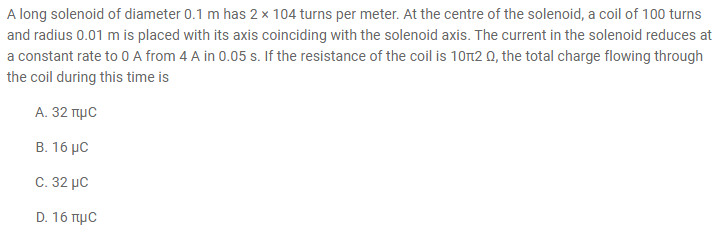 A long solenoid of diameter 0.1 m has 2 × 104 turns per meter. At the centre of the solenoid, a coil of 100 turns
and radius 0.01 m is placed with its axis coinciding with the solenoid axis. The current in the solenoid reduces at
a constant rate to 0 A from 4 A in 0.05 s. If the resistance of the coil is 10π2 Ω, the total charge flowing through
the coil during this time is
A. 32 πμC
B. 16 μC
C. 32 μC
D. 16 πμC